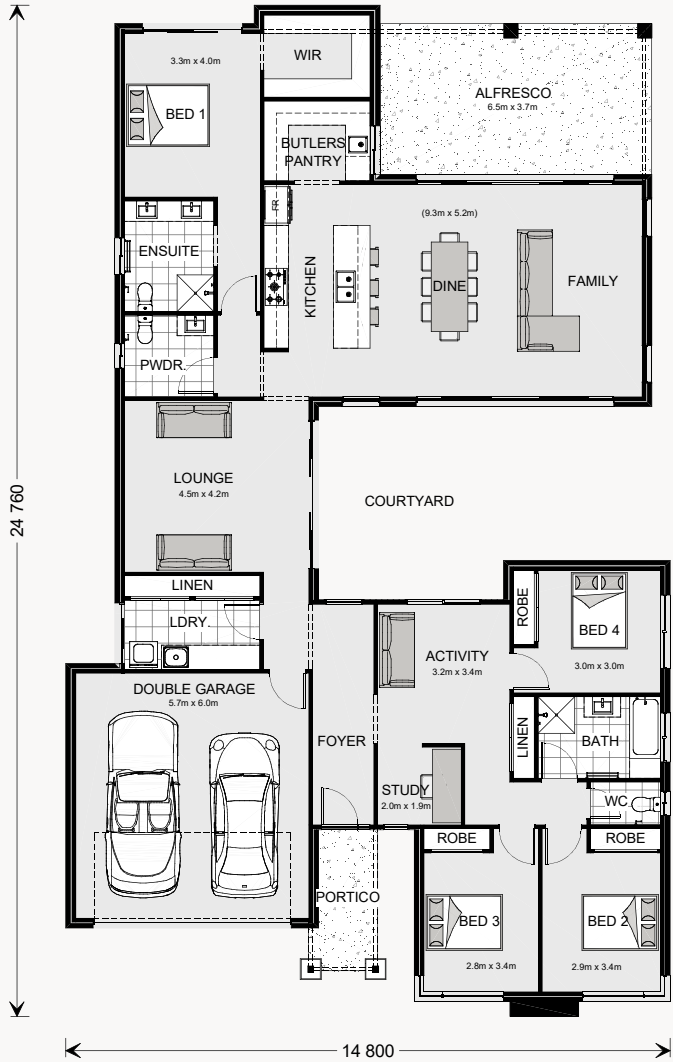 WIR
3.3m x 4.0m
BED 1
ALFRESCO
6.5m x 3.7m
BUTLERS
PANTRY
FR
(9.3m x 5.2m)
ENSUITE
KITCHEN
DINE
FAMILY
PWDR.
LOUNGE
4.5m x 4.2m
COURTYARD
24 760
LINEN
LDRY.
ROBE
BED 4
3.0m x 3.0m
ACTIVITY
3.2m x 3.4m
DOUBLE GARAGE
5.7m x 6.0m
FOYER
LINEN
BATH
STUDY
2.0m x 1.9m
WC
ROBE
ROBE
PORTICO
BED 3
2.8m x 3.4m
BED 2
2.9m x 3.4m
14 800